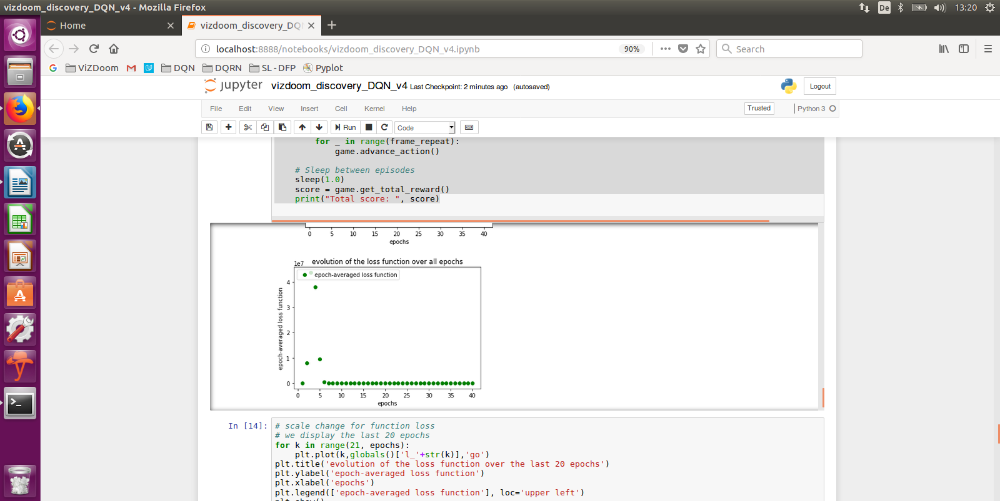 vizdoom_discovery_DQN_v4 - Mozilla Firefox
De
13:20
Home
vizdoom_discovery_DQ
localhost:8888/notebooks/vizdoom_discovery_DQN_v4.ipynb
90%
Search
ViZDoom
DQN
DQRN
SL - DFP
Pyplot
jupyter
vizdoom_discovery_DQN_v4 Last Checkpoint: 2 minutes ago (autosaved)
Logout
File Edit View Insert Cell Kernel Help
Trusted
Python 3
Run
Code
for _ in range(frame_repeat):
game.advance_action()
# Sleep between episodes
sleep(1.0)
score = game.get_total_reward()
print("Total score: ", score)
0 5 10 15 20 25 30 35 40
epochs
evolution of the loss function over all epochs
1e7
epoch-averaged loss function
epoch-averaged loss function
4
3
2
1
0
0 5 10 15 20 25 30 35 40
epochs
In [14]:
# scale change for function loss
# we display the last 20 epochs
for k in range(21, epochs):
plt.plot(k,globals()['l_'+str(k)],'go')
plt.title('evolution of the loss function over the last 20 epochs')
plt.ylabel('epoch-averaged loss function')
plt.xlabel('epochs')
plt.legend(['epoch-averaged loss function'], loc='upper left')
plt.show()